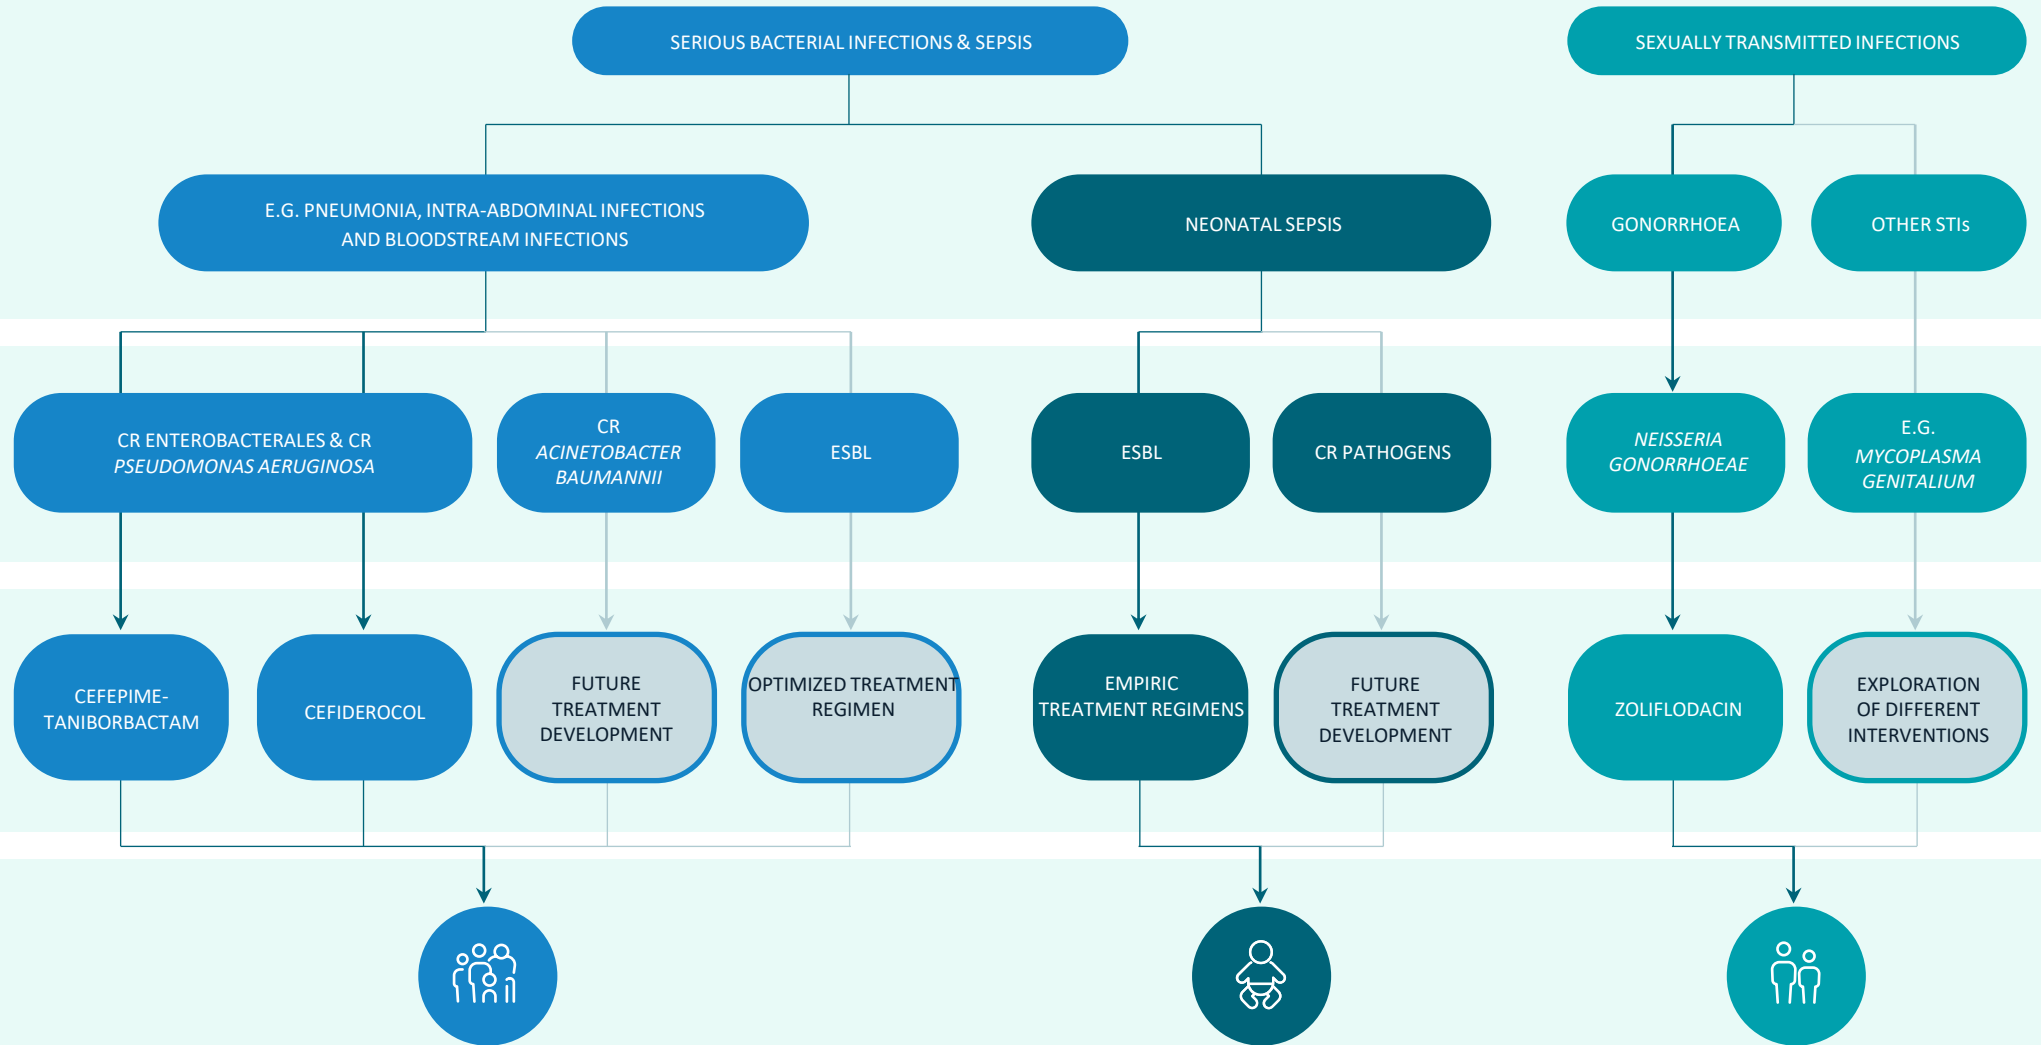 SERIOUS BACTERIAL INFECTIONS & SEPSIS
SEXUALLY TRANSMITTED INFECTIONS
E.G. PNEUMONIA, INTRA-ABDOMINAL INFECTIONS
AND BLOODSTREAM INFECTIONS
NEONATAL SEPSIS
GONORRHOEA
OTHER STIs
CR ENTEROBACTERALES & CR
PSEUDOMONAS AERUGINOSA
CR
ACINETOBACTER
BAUMANNII
ESBL
ESBL
CR PATHOGENS
NEISSERIA
GONORRHOEAE
E.G.
MYCOPLASMA
GENITALIUM
CEFEPIME-
TANIBORBACTAM
CEFIDEROCOL
FUTURE
TREATMENT
DEVELOPMENT
OPTIMIZED TREATMENT
REGIMEN
EMPIRIC
TREATMENT REGIMENS
FUTURE
TREATMENT
DEVELOPMENT
ZOLIFLODACIN
EXPLORATION
OF DIFFERENT
INTERVENTIONS